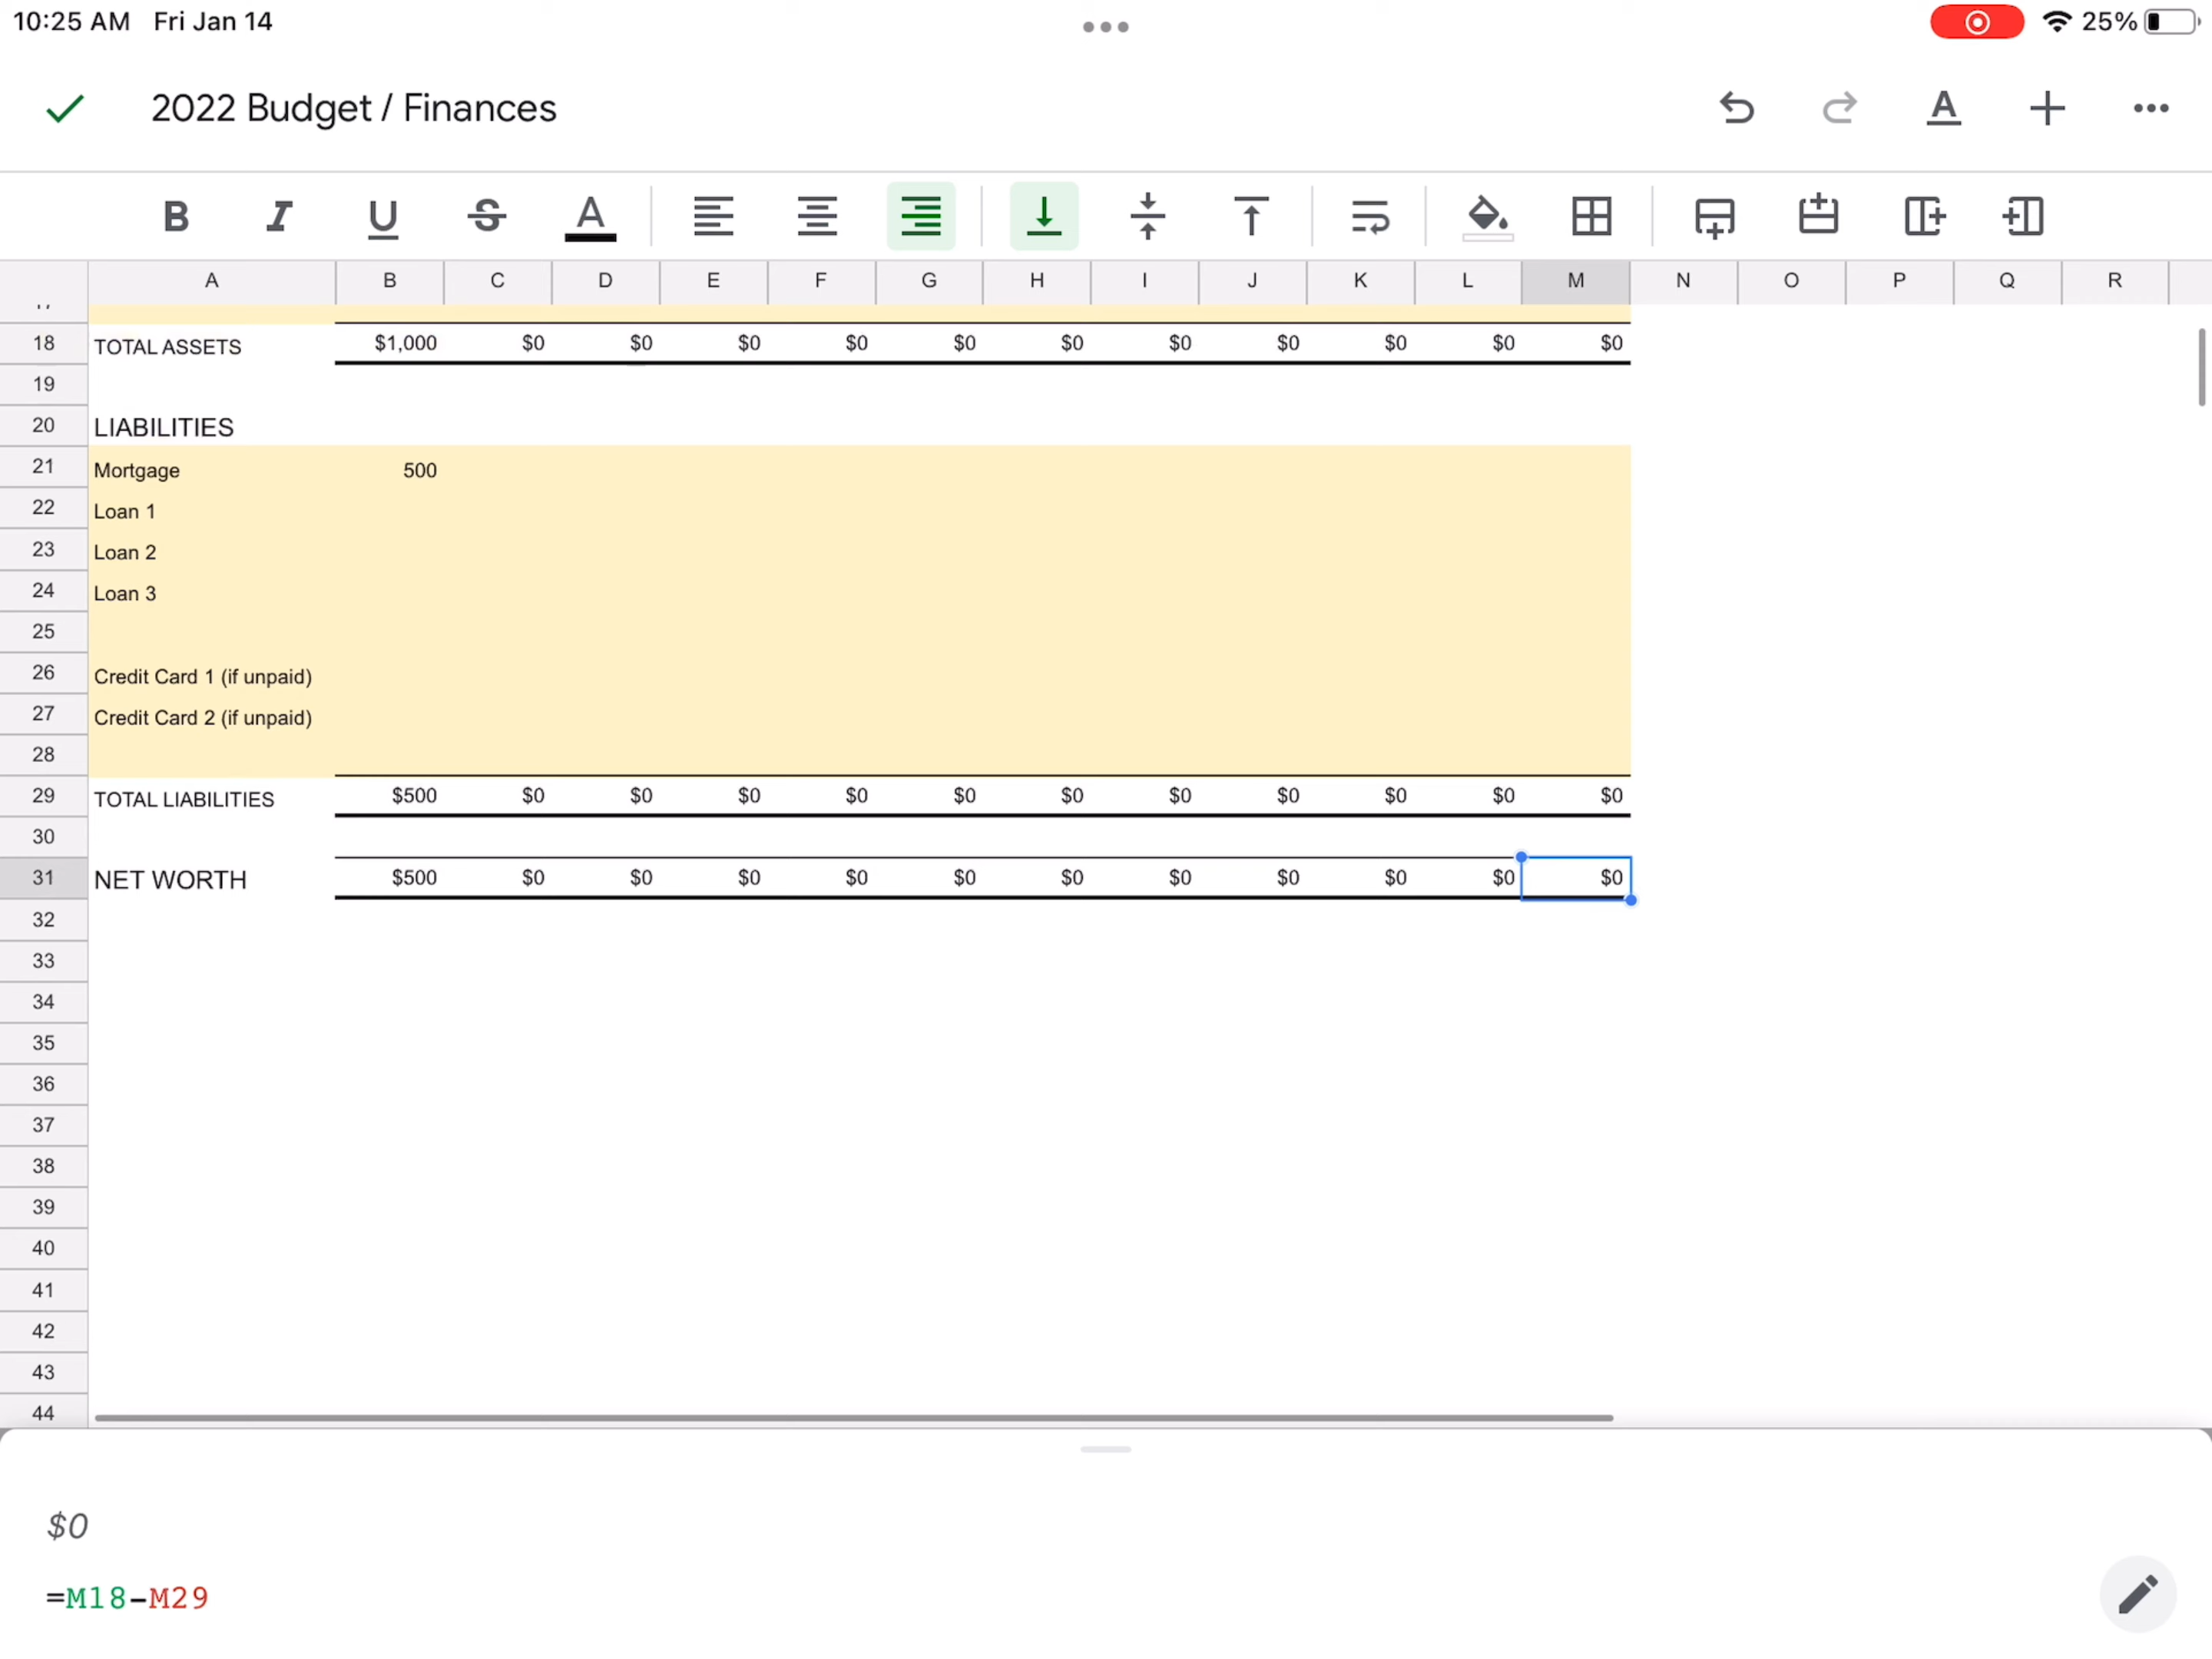 10:25 AM Fri Jan 14 25%
2022 Budget / Finances
B I U S A
A B C D E F G H I J K L M N O P Q R
18 TOTAL ASSETS $1,000 $0 $0 $0 $0 $0 $0 $0 $0 $0 $0 $0
19
20 LIABILITIES
21 Mortgage 500
22 Loan 1
23 Loan 2
24 Loan 3
25
26 Credit Card 1 (if unpaid)
27 Credit Card 2 (if unpaid)
28
29 TOTAL LIABILITIES $500 $0 $0 $0 $0 $0 $0 $0 $0 $0 $0 $0
30
31 NET WORTH $500 $0 $0 $0 $0 $0 $0 $0 $0 $0 $0 $0
32
33
34
35
36
37
38
39
40
41
42
43
44
$0
=M18-M29